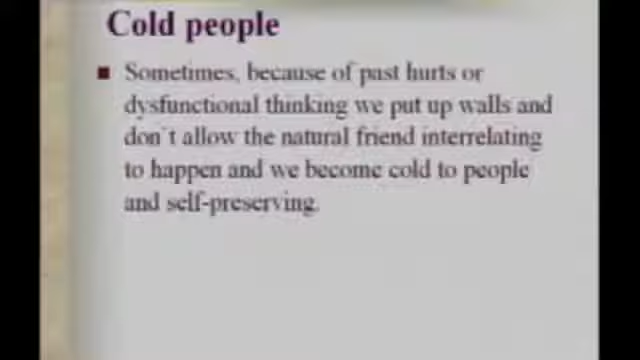 Cold people
Sometimes, because of past hurts or
dysfunctional thinking we put up walls and
don't allow the natural friend interrelating
to happen and we become cold to people
and self-preserving.